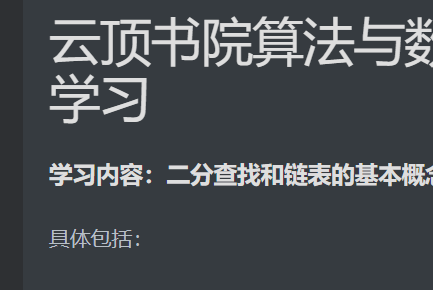 云顶书院算法与数
学习
学习内容：二分查找和链表的基本概念
具体包括：